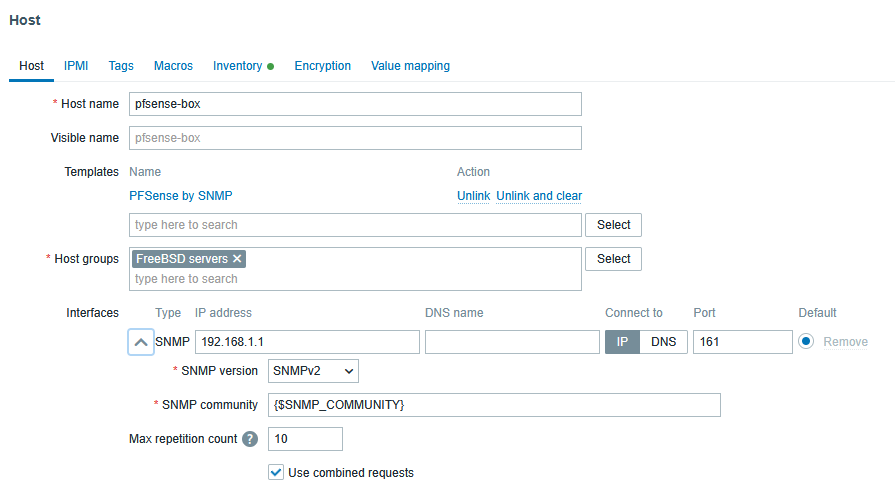 Host
Host IPMI Tags Macros Inventory Encryption Value mapping
* Host name pfsense-box
Visible name pfsense-box
Templates Name Action
PFSense by SNMP Unlink Unlink and clear
type here to search Select
* Host groups FreeBSD servers × Select
type here to search
Interfaces Type IP address DNS name Connect to Port Default
SNMP 192.168.1.1 IP DNS 161 Remove
* SNMP version SNMPv2
* SNMP community {$SNMP_COMMUNITY}
Max repetition count ? 10
Use combined requests